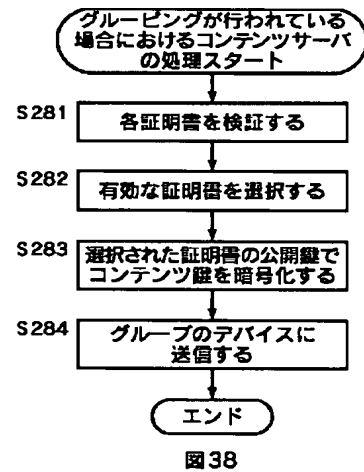 グルーピングが行われている
場合におけるコンテンツサーバ
の処理スタート
S281
各証明書を検証する
S282
有効な証明書を選択する
S283
選択された証明書の公開鍵で
コンテンツ鍵を暗号化する
S284
グループのデバイスに
送信する
エンド
図38